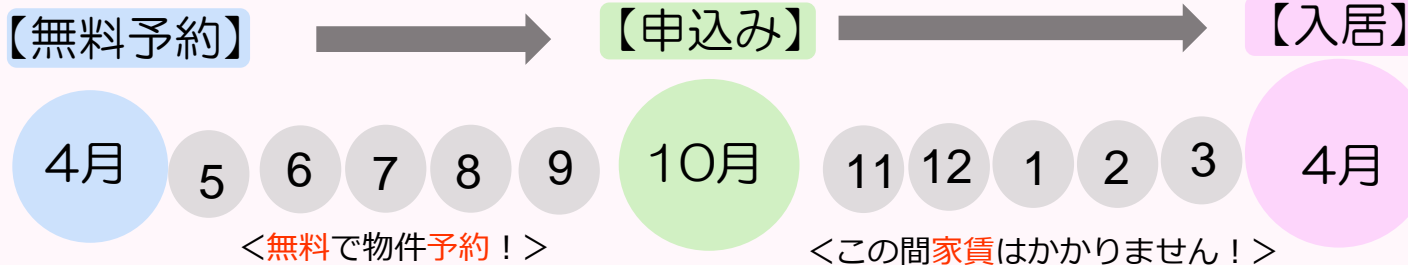 【無料予約】 【申込み】 【入居】
4月 5 6 7 8 9 10月 11 12 1 2 3 4月
＜無料で物件予約！＞ ＜この間家賃はかかりません！＞